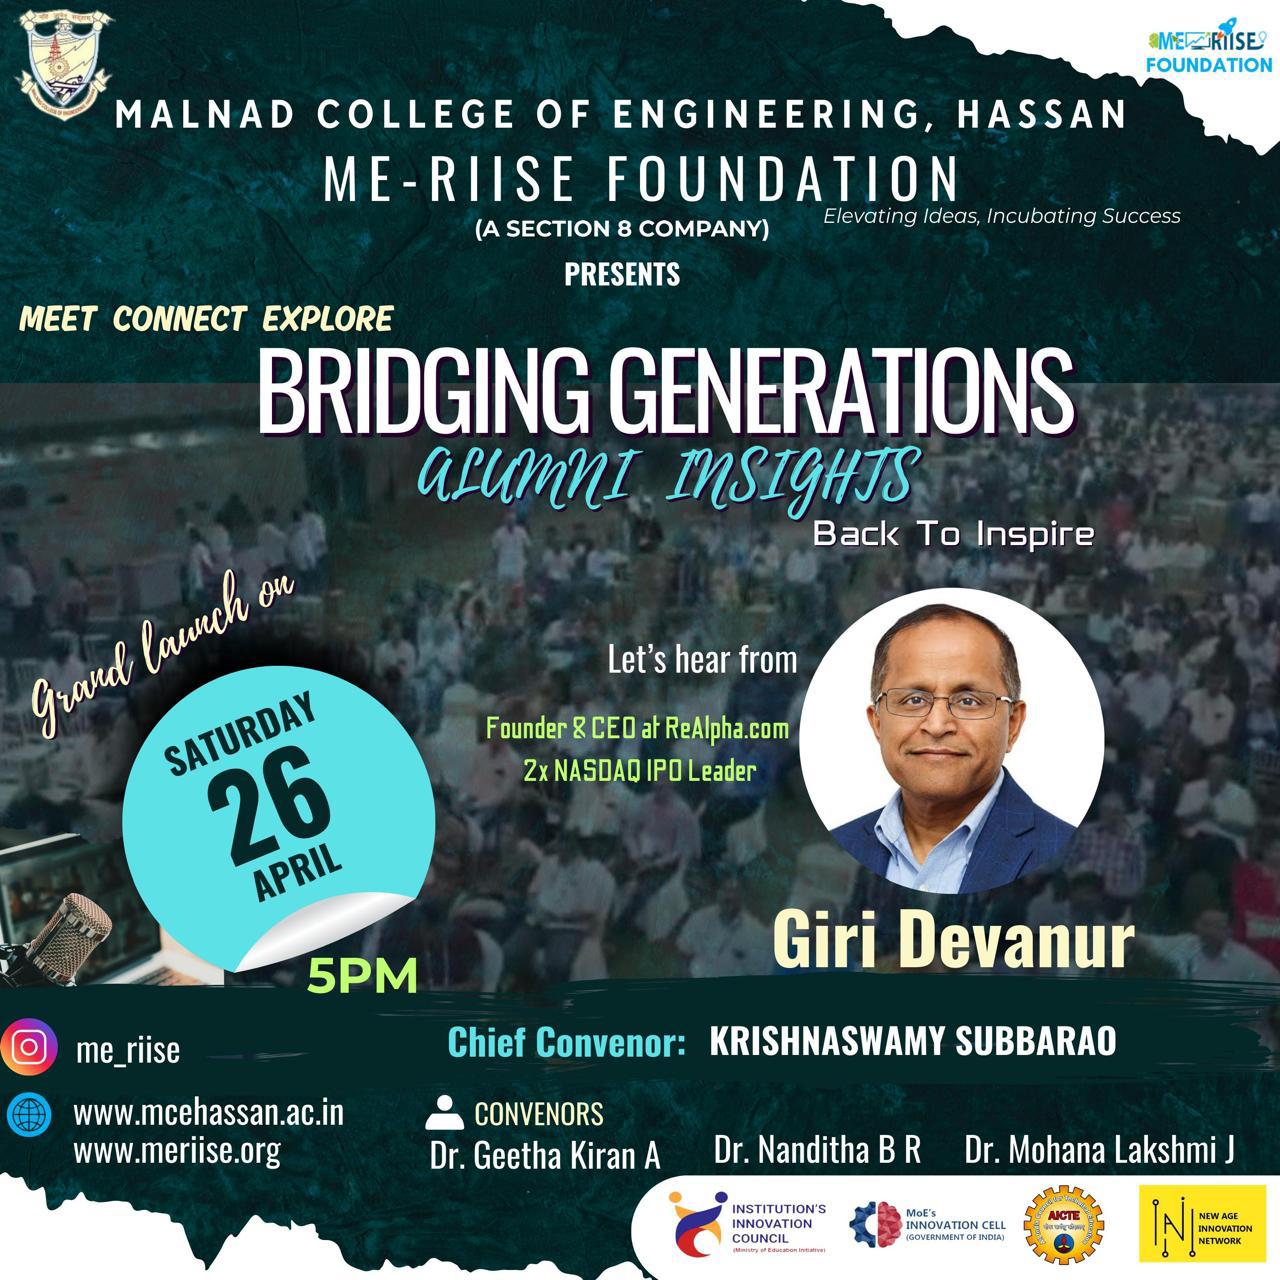 MALNAD COLLEGE OF ENGINEERING, HASSAN
ME-RIISE FOUNDATION
Elevating Ideas, Incubating Success
(A SECTION 8 COMPANY)
PRESENTS
ME RIISE
FOUNDATION
MEET CONNECT EXPLORE
BRIDGING GENERATIONS
ALUMNI INSIGHTS
Back To Inspire
Grand launch on
SATURDAY
26
APRIL
5PM
Let's hear from
Founder & CEO at ReAlpha.com
2x NASDAQ IPO Leader
Giri Devanur
Chief Convenor: KRISHNASWAMY SUBBARAO
me_riise
www.mcehassan.ac.in
www.meriise.org
CONVENORS
Dr. Geetha Kiran A Dr. Nanditha B R Dr. Mohana Lakshmi J
INSTITUTION'S
INNOVATION
COUNCIL
(Ministry of Education Initiative)
MoE's
INNOVATION CELL
(GOVERNMENT OF INDIA)
AICTE
NEW AGE
INNOVATION
NETWORK